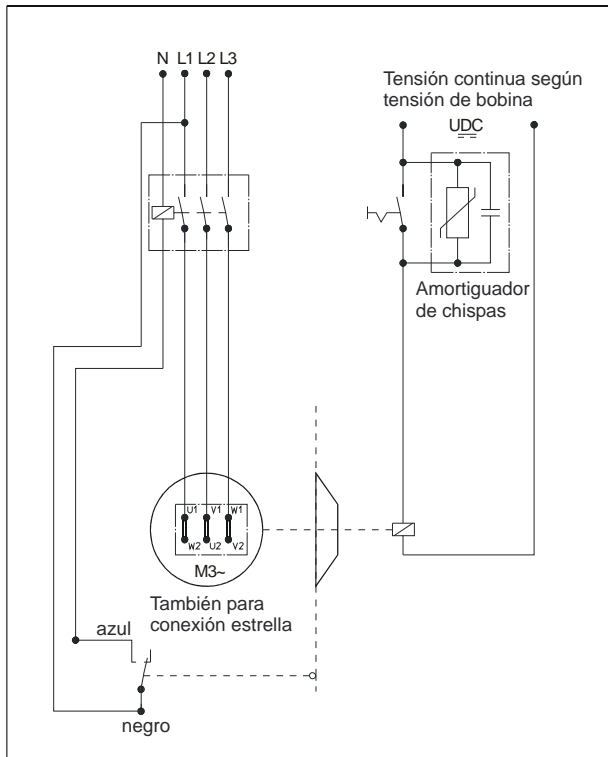 N L1 L2 L3
Tensión continua según
tensión de bobina
UDC
Amortiguador
de chispas
U1 V1 W1
W2 U2 V2
M3~
También para
conexión estrella
azul
negro